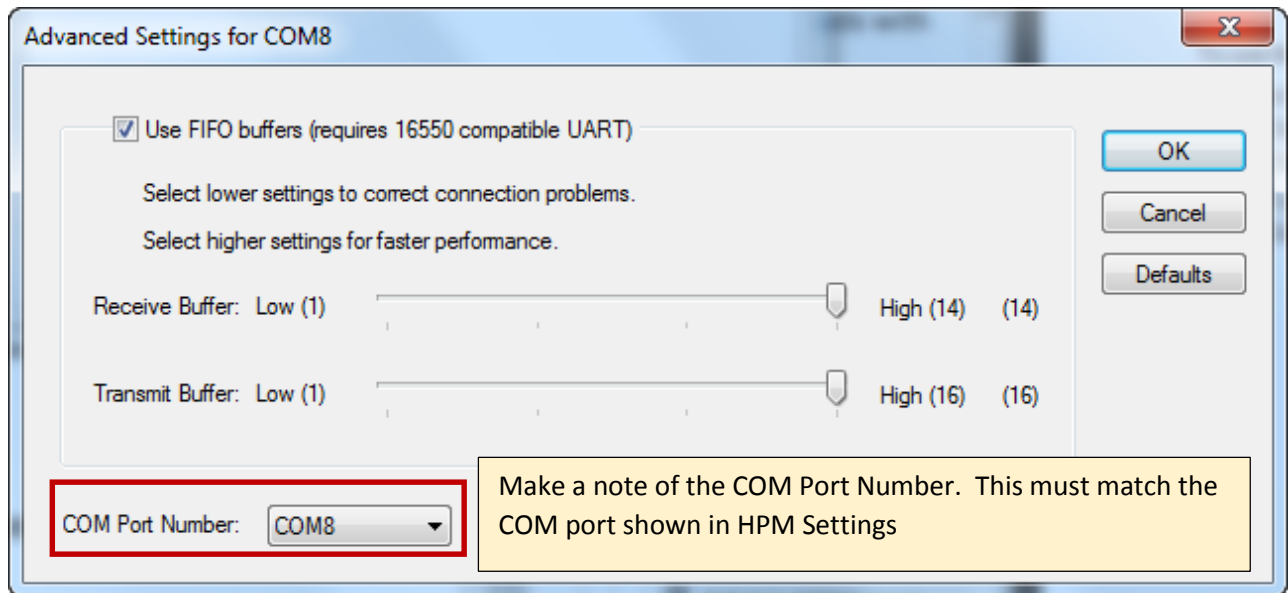 Advanced Settings for COM8
Use FIFO buffers (requires 16550 compatible UART)
OK
Select lower settings to correct connection problems.
Cancel
Select higher settings for faster performance.
Defaults
Receive Buffer: Low (1) High (14) (14)
Transmit Buffer: Low (1) High (16) (16)
Make a note of the COM Port Number. This must match the
COM port shown in HPM Settings
COM Port Number: COM8